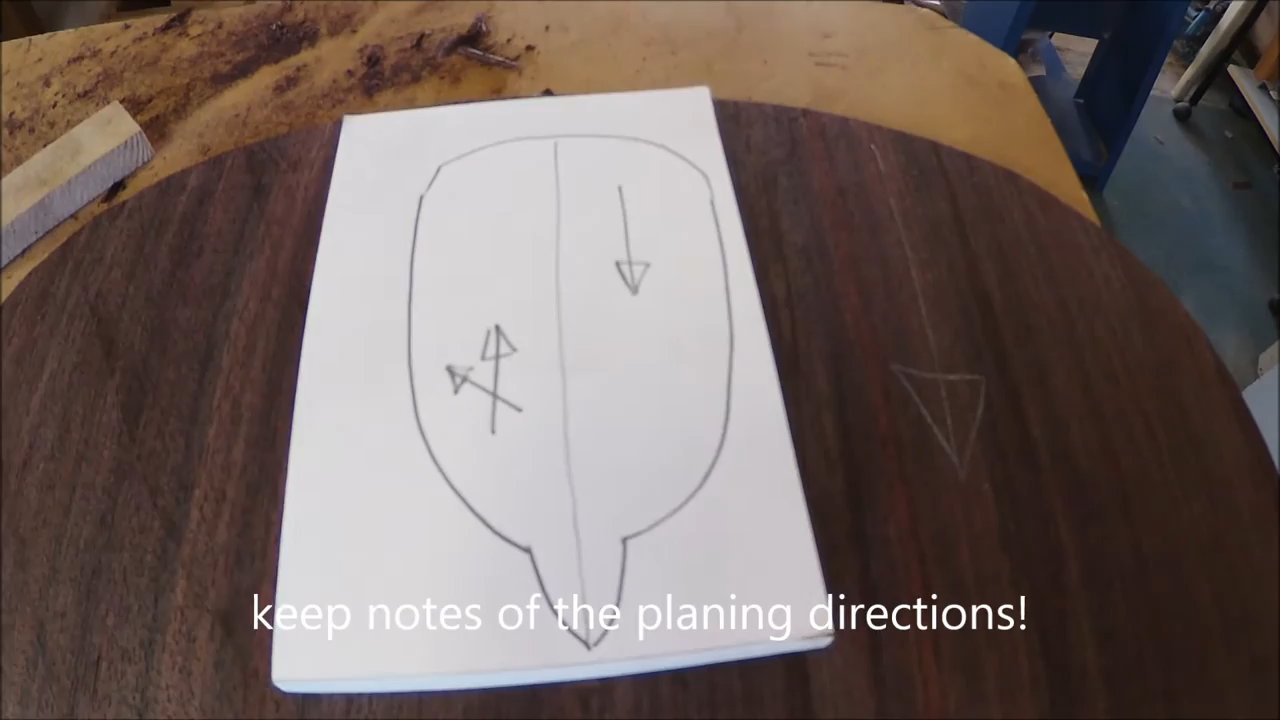 keep notes of the planing directions!